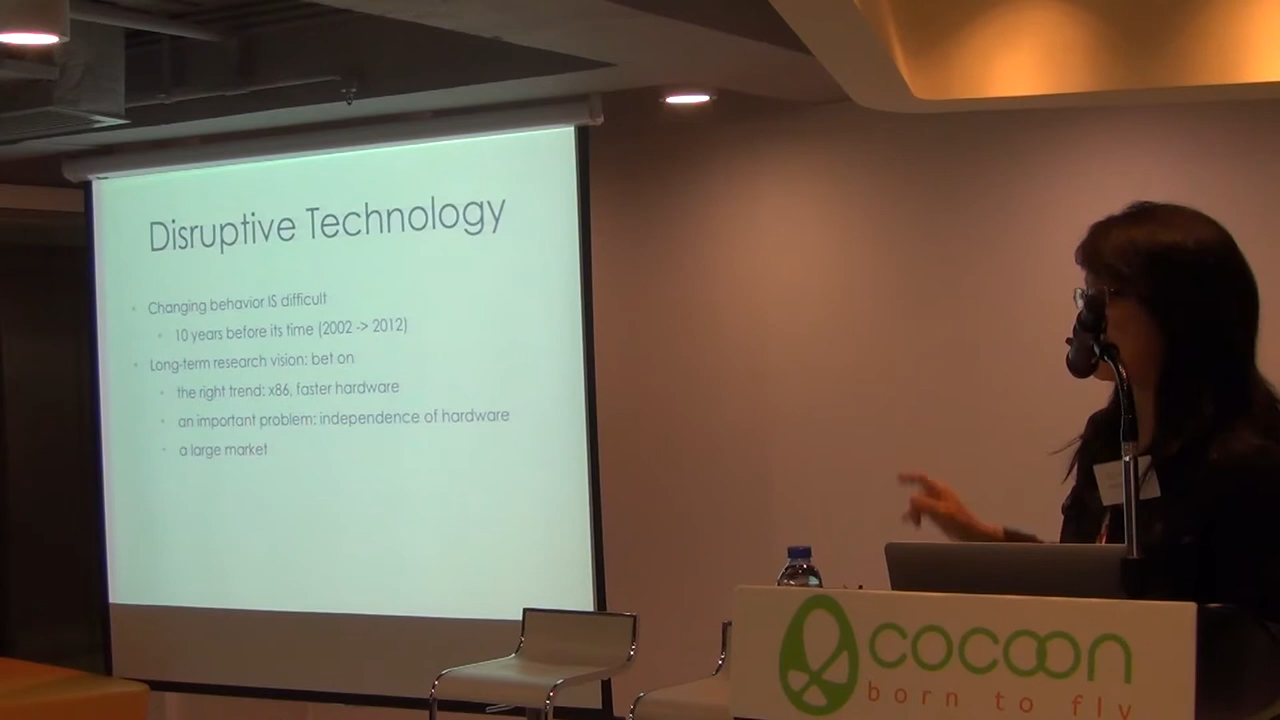 Disruptive Technology
Changing behavior IS difficult
10 years before its time (2002 -> 2012)
Long-term research vision: bet on
the right trend: x86, faster hardware
an important problem: independence of hardware
a large market
cocoon
born to fly